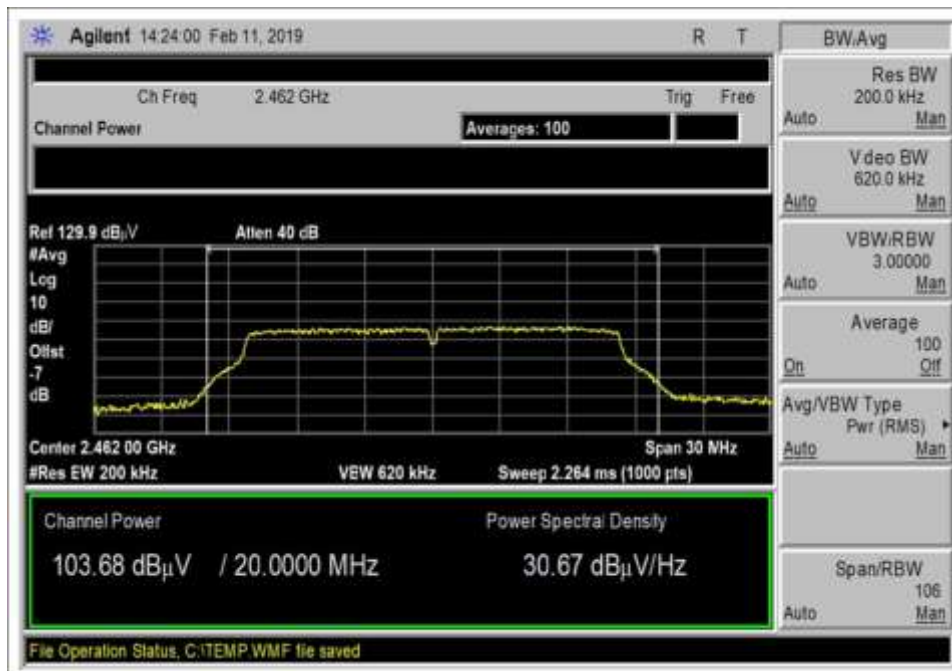 Agilent 14:24:00 Feb 11, 2019 R T
Ch Freq 2.462 GHz Trig Free
Channel Power Averages: 100
Ref 129.9 dBµV Atten 40 dB
#Avg
Log
10
dB/
Offst
-7
dB
Center 2.462 00 GHz Span 30 MHz
#Res BW 200 kHz VBW 620 kHz Sweep 2.264 ms (1000 pts)
Channel Power Power Spectral Density
103.68 dBµV / 20.0000 MHz 30.67 dBµV/Hz
File Operation Status, C:\TEMP.WMF file saved
BW/Avg
Res BW
200.0 kHz
Auto Man
Video BW
620.0 kHz
Auto Man
VBW/RBW
3.00000
Auto Man
Average
100
On Off
Avg/VBW Type
Pwr (RMS)
Auto Man
Span/RBW
106
Auto Man